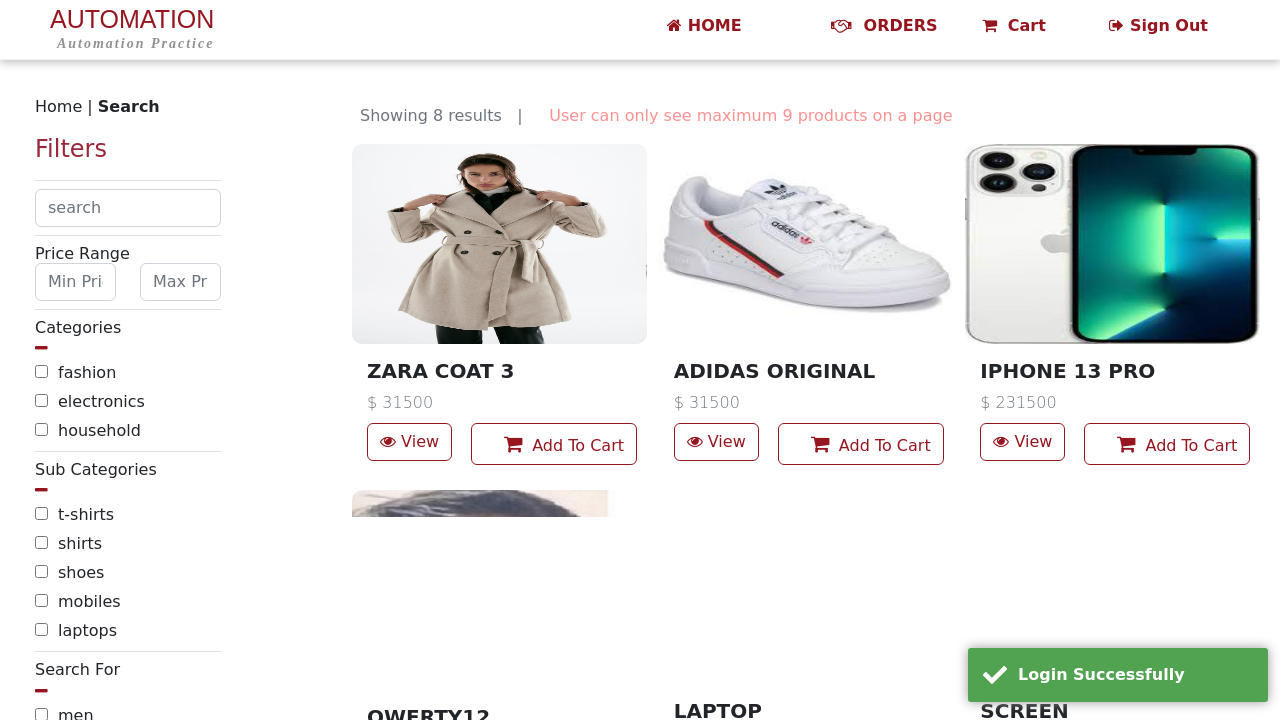 AUTOMATION
Automation Practice
HOME
ORDERS
Cart
Sign Out
Home | Search
Filters
search
Price Range
Min Pri
Max Pr
Categories
fashion
electronics
household
Sub Categories
t-shirts
shirts
shoes
mobiles
laptops
Search For
men
Showing 8 results |
User can only see maximum 9 products on a page
adidas
adidas
ZARA COAT 3
$ 31500
View
Add To Cart
ADIDAS ORIGINAL
$ 31500
View
Add To Cart
IPHONE 13 PRO
$ 231500
View
Add To Cart
QWERTY12
LAPTOP
SCREEN
Login Successfully